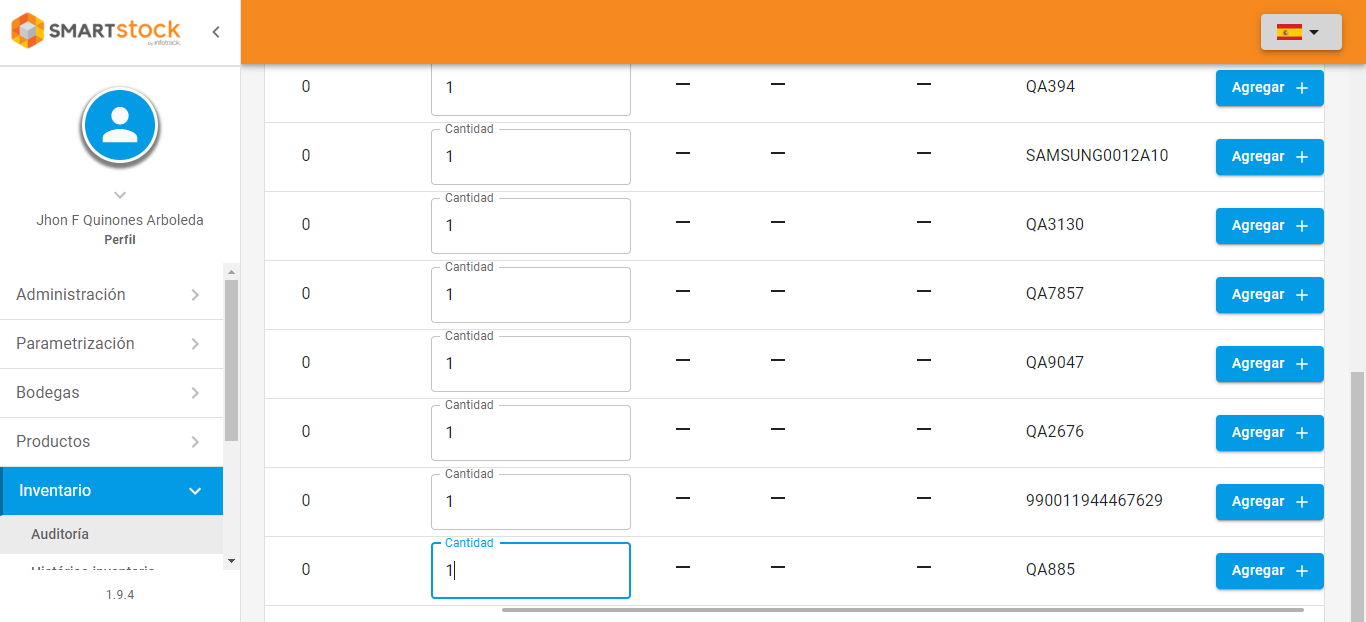 SMARTstock
by infotrack.
Jhon F Quinones Arboleda
Perfil
Administración
Parametrización
Bodegas
Productos
Inventario
Auditoría
Histórico inventario
1.9.4
0 1 — — — QA394 Agregar +
Cantidad
0 1 — — — SAMSUNG0012A10 Agregar +
Cantidad
0 1 — — — QA3130 Agregar +
Cantidad
0 1 — — — QA7857 Agregar +
Cantidad
0 1 — — — QA9047 Agregar +
Cantidad
0 1 — — — QA2676 Agregar +
Cantidad
0 1 — — — 990011944467629 Agregar +
Cantidad
0 1 — — — QA885 Agregar +